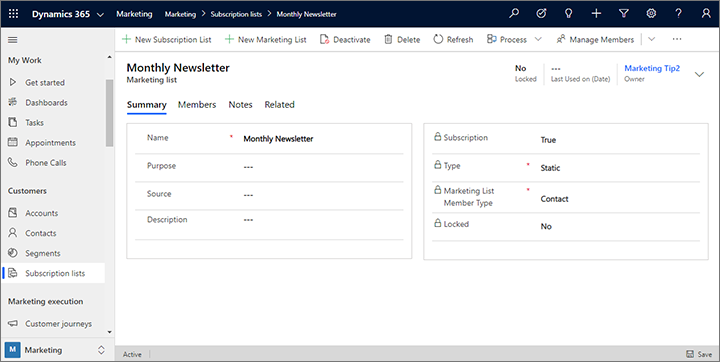 Dynamics 365
Marketing
Marketing > Subscription lists > Monthly Newsletter
New Subscription List
New Marketing List
Deactivate
Delete
Refresh
Process
Manage Members
My Work
Get started
Dashboards
Tasks
Appointments
Phone Calls
Customers
Accounts
Contacts
Segments
Subscription lists
Marketing execution
Customer journeys
M Marketing
Monthly Newsletter
Marketing list
No
Locked
---
Last Used on (Date)
Marketing Tip2
Owner
Summary Members Notes Related
Name * Monthly Newsletter
Purpose ---
Source ---
Description ---
Subscription True
Type * Static
Marketing List
Member Type * Contact
Locked No
Active
Save